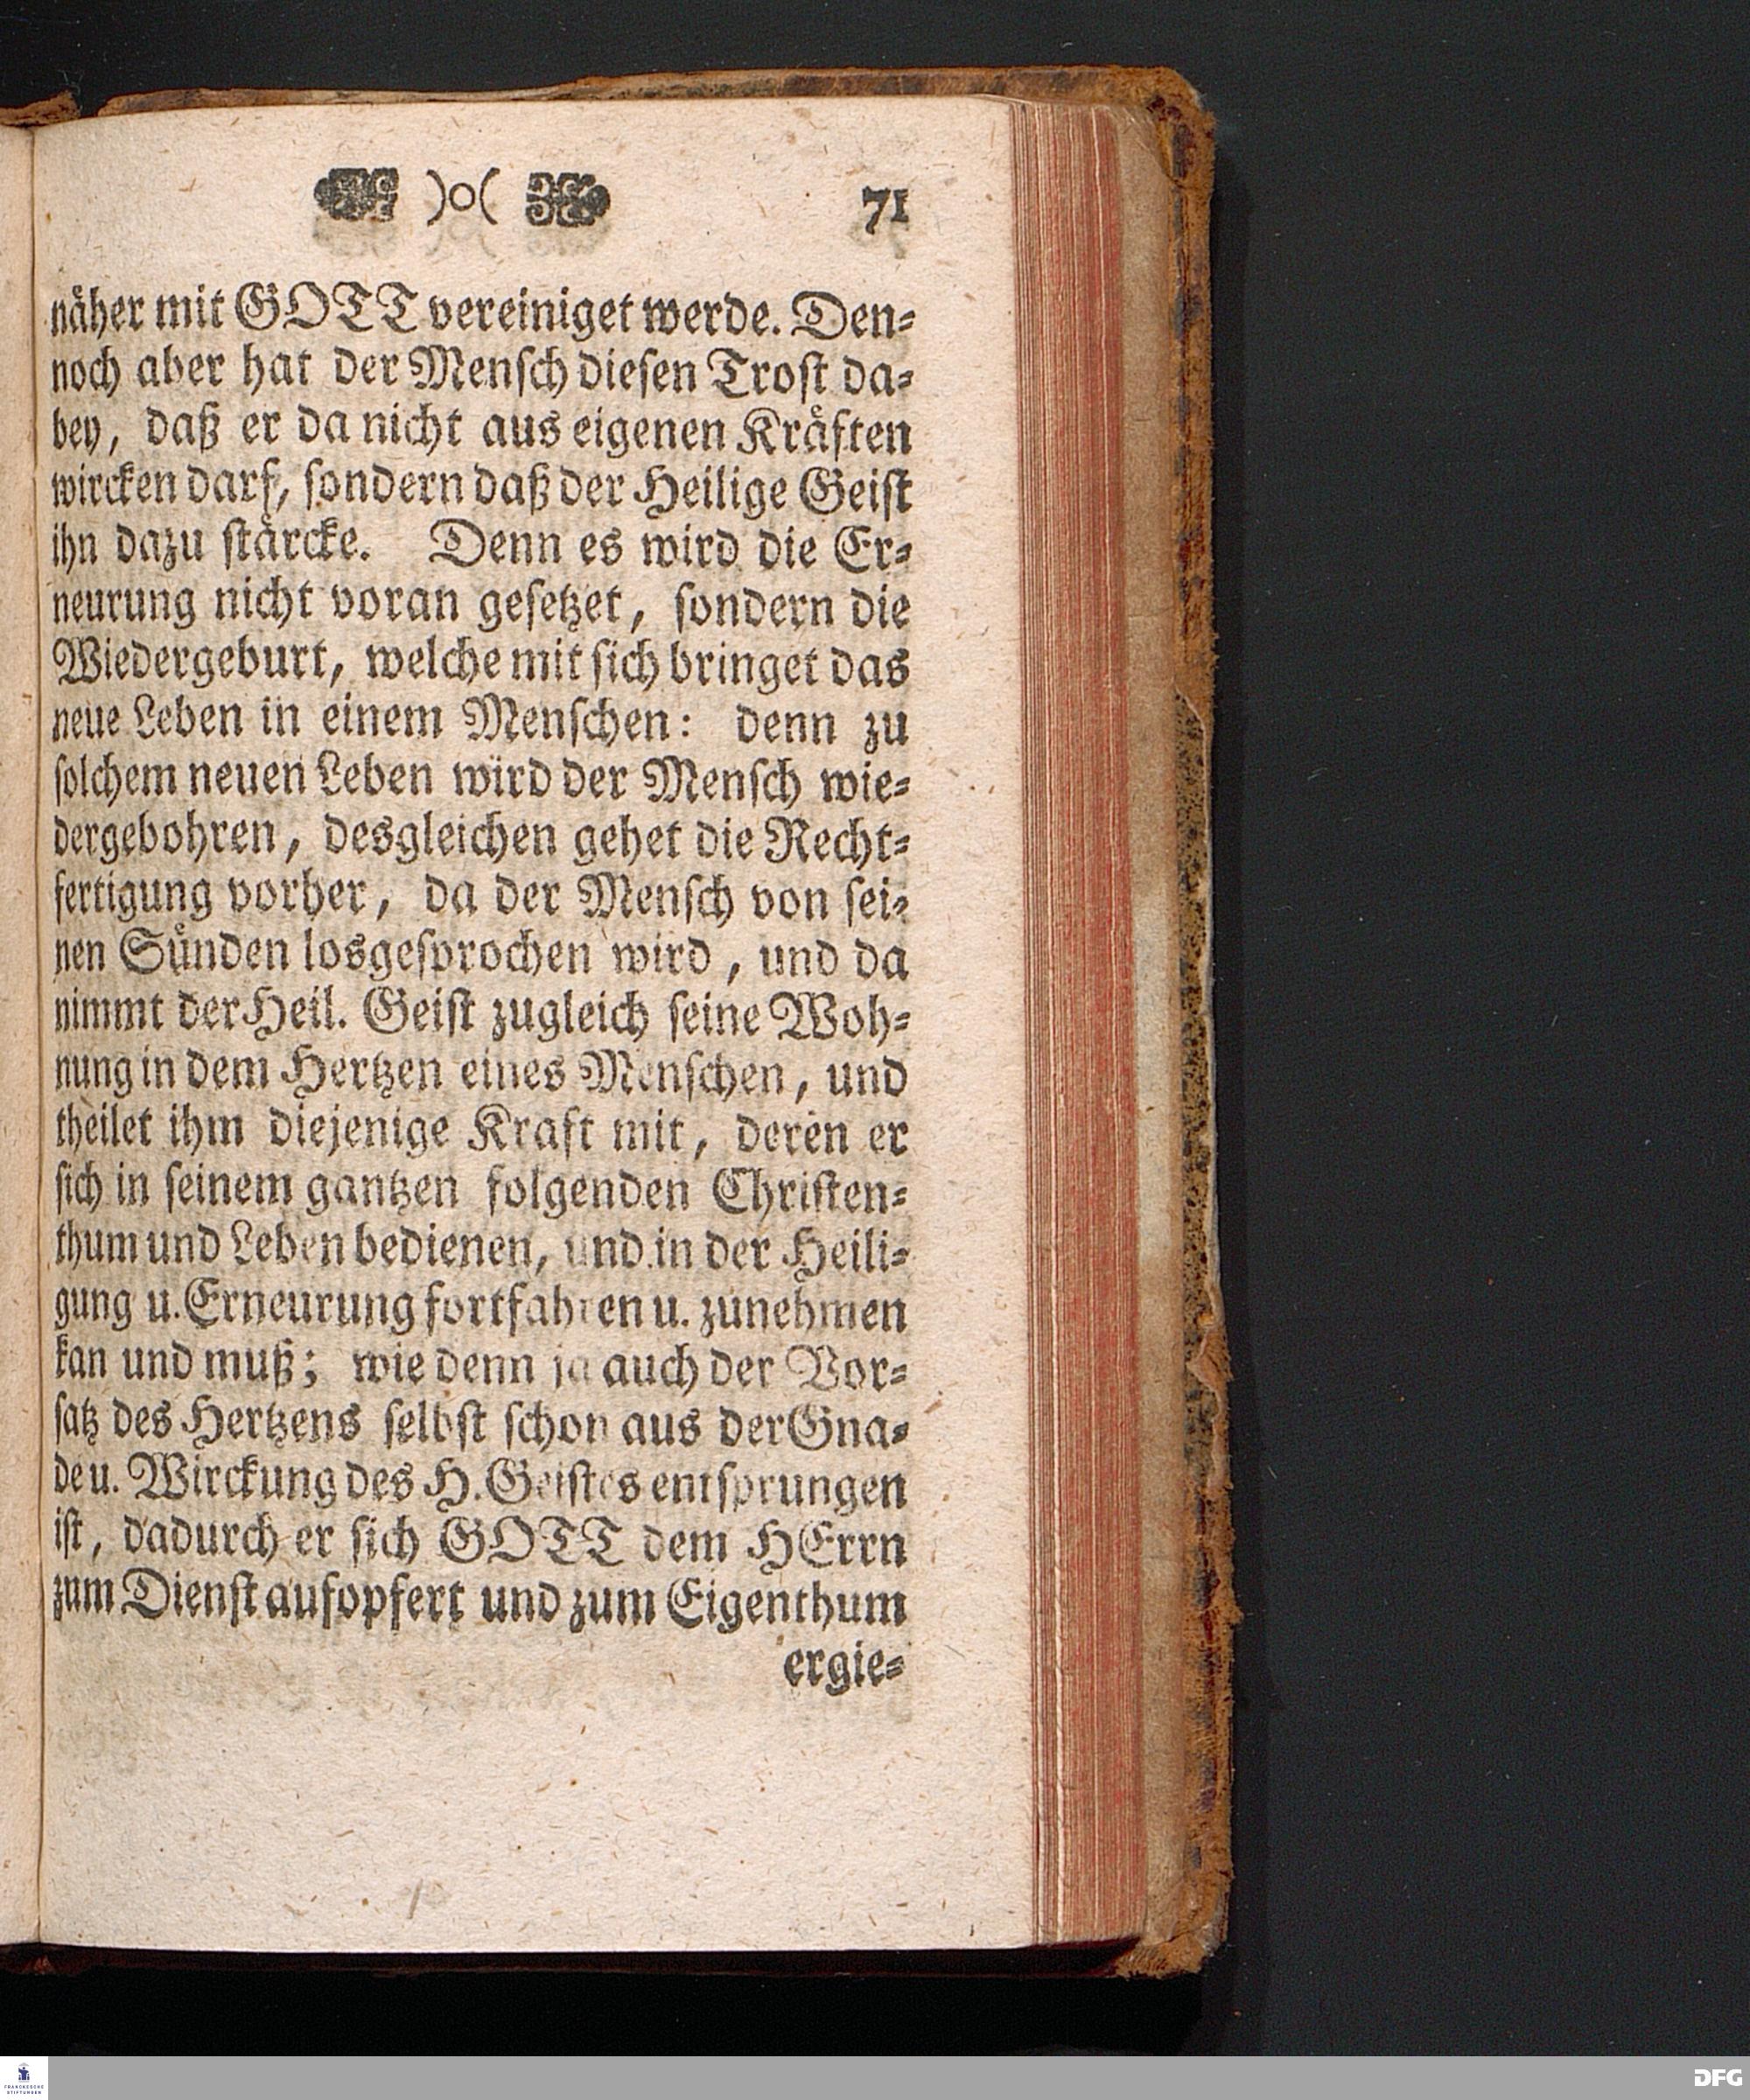 )o( 71
näher mit GOTT vereiniget werde. Den-
noch aber hat der Mensch diesen Trost da-
bey, daß er da nicht aus eigenen Kräften
wircken darf, sondern daß der Heilige Geist
ihn dazu stärcke. Denn es wird die Er-
neurung nicht voran gesetzet, sondern die
Wiedergeburt, welche mit sich bringet das
neue Leben in einem Menschen: denn zu
solchem neuen Leben wird der Mensch wie-
dergebohren, desgleichen gehet die Recht-
fertigung vorher, da der Mensch von sei-
nen Sünden losgesprochen wird, und da
nimmt der Heil. Geist zugleich seine Woh-
nung in dem Hertzen eines Menschen, und
theilet ihm diejenige Kraft mit, deren er
sich in seinem gantzen folgenden Christen-
thum und Leben bedienen, und in der Heili-
gung u. Erneurung fortfahren u. zunehmen
kan und muß; wie denn ja auch der Vor-
satz des Hertzens selbst schon aus der Gna-
de u. Wirckung des H. Geistes entsprungen
ist, dadurch er sich GOTT dem HErrn
zum Dienst aufopfert und zum Eigenthum
ergie-
FRANCKESCHE
STIFTUNGEN
DFG